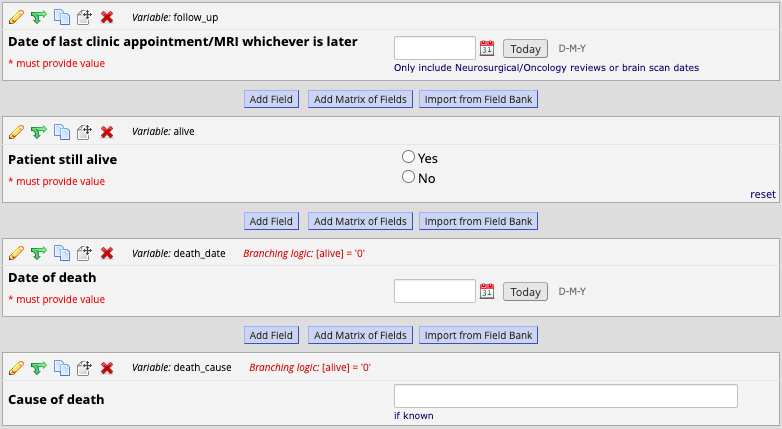 Variable: follow_up
Date of last clinic appointment/MRI whichever is later
* must provide value
31 Today D-M-Y
Only include Neurosurgical/Oncology reviews or brain scan dates
Add Field Add Matrix of Fields Import from Field Bank
Variable: alive
Patient still alive
* must provide value
Yes
No
reset
Add Field Add Matrix of Fields Import from Field Bank
Variable: death_date Branching logic: [alive] = '0'
Date of death
* must provide value
31 Today D-M-Y
Add Field Add Matrix of Fields Import from Field Bank
Variable: death_cause Branching logic: [alive] = '0'
Cause of death
if known